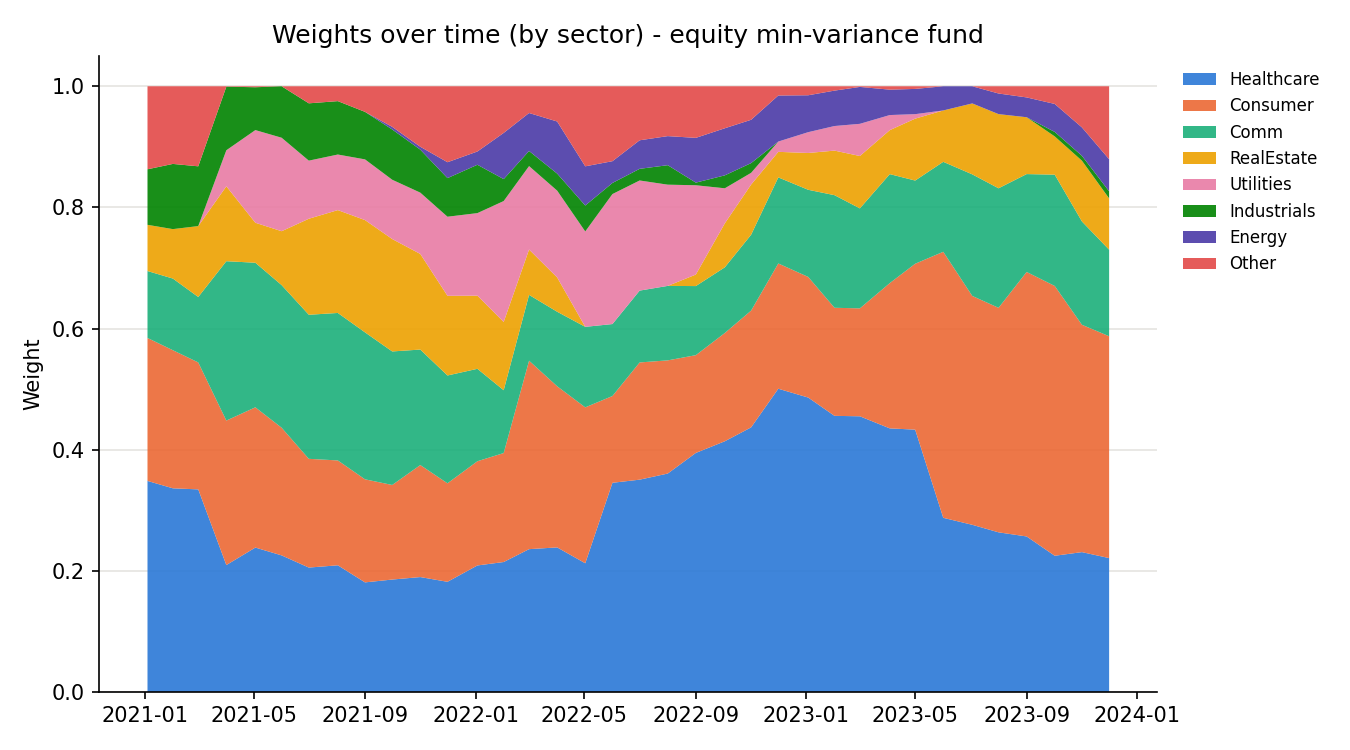 Weights over time (by sector) - equity min-variance fund
Weight
1.0
0.8
0.6
0.4
0.2
0.0
2021-01 2021-05 2021-09 2022-01 2022-05 2022-09 2023-01 2023-05 2023-09 2024-01
Healthcare
Consumer
Comm
RealEstate
Utilities
Industrials
Energy
Other